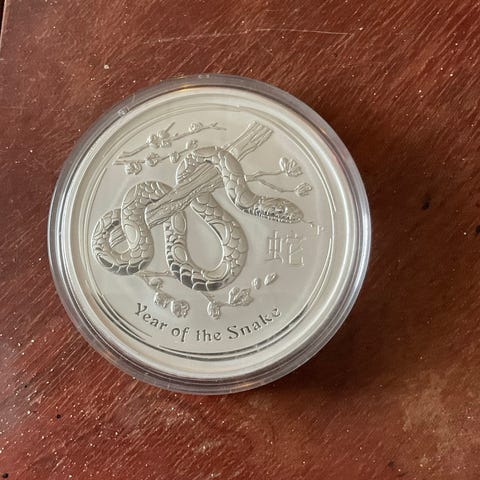 蛇
Year of the Snake